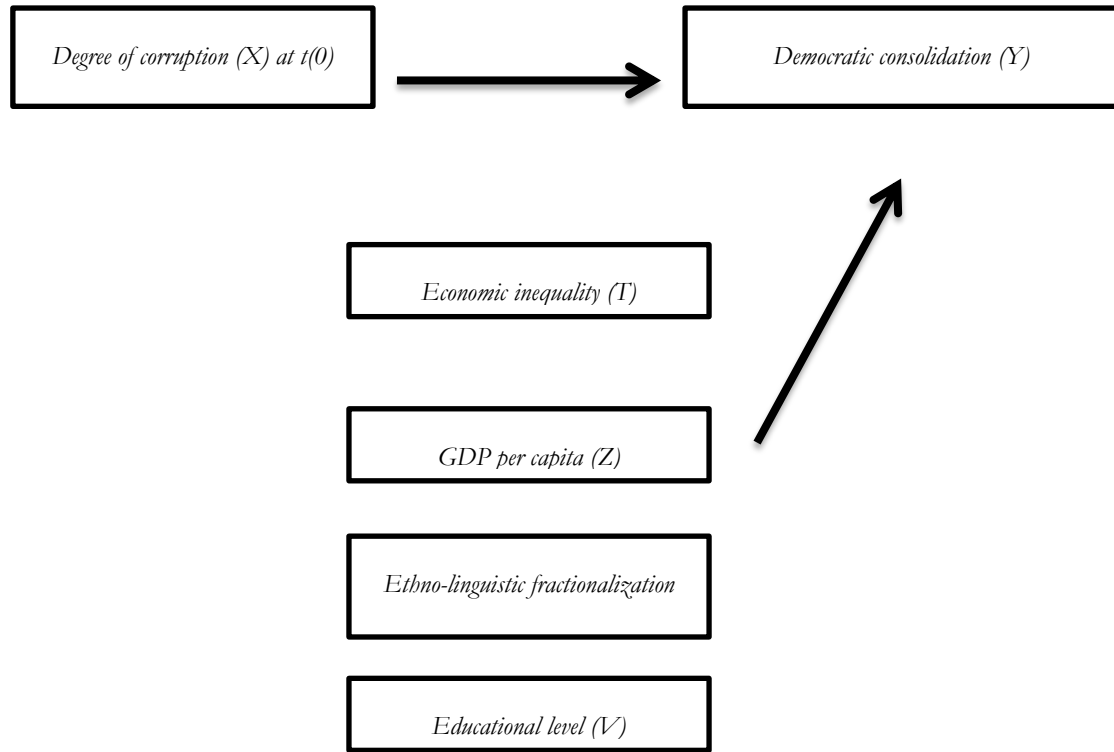 Degree of corruption (X) at t(0)
Democratic consolidation (Y)
Economic inequality (T)
GDP per capita (Z)
Ethno-linguistic fractionalization
Educational level (V)